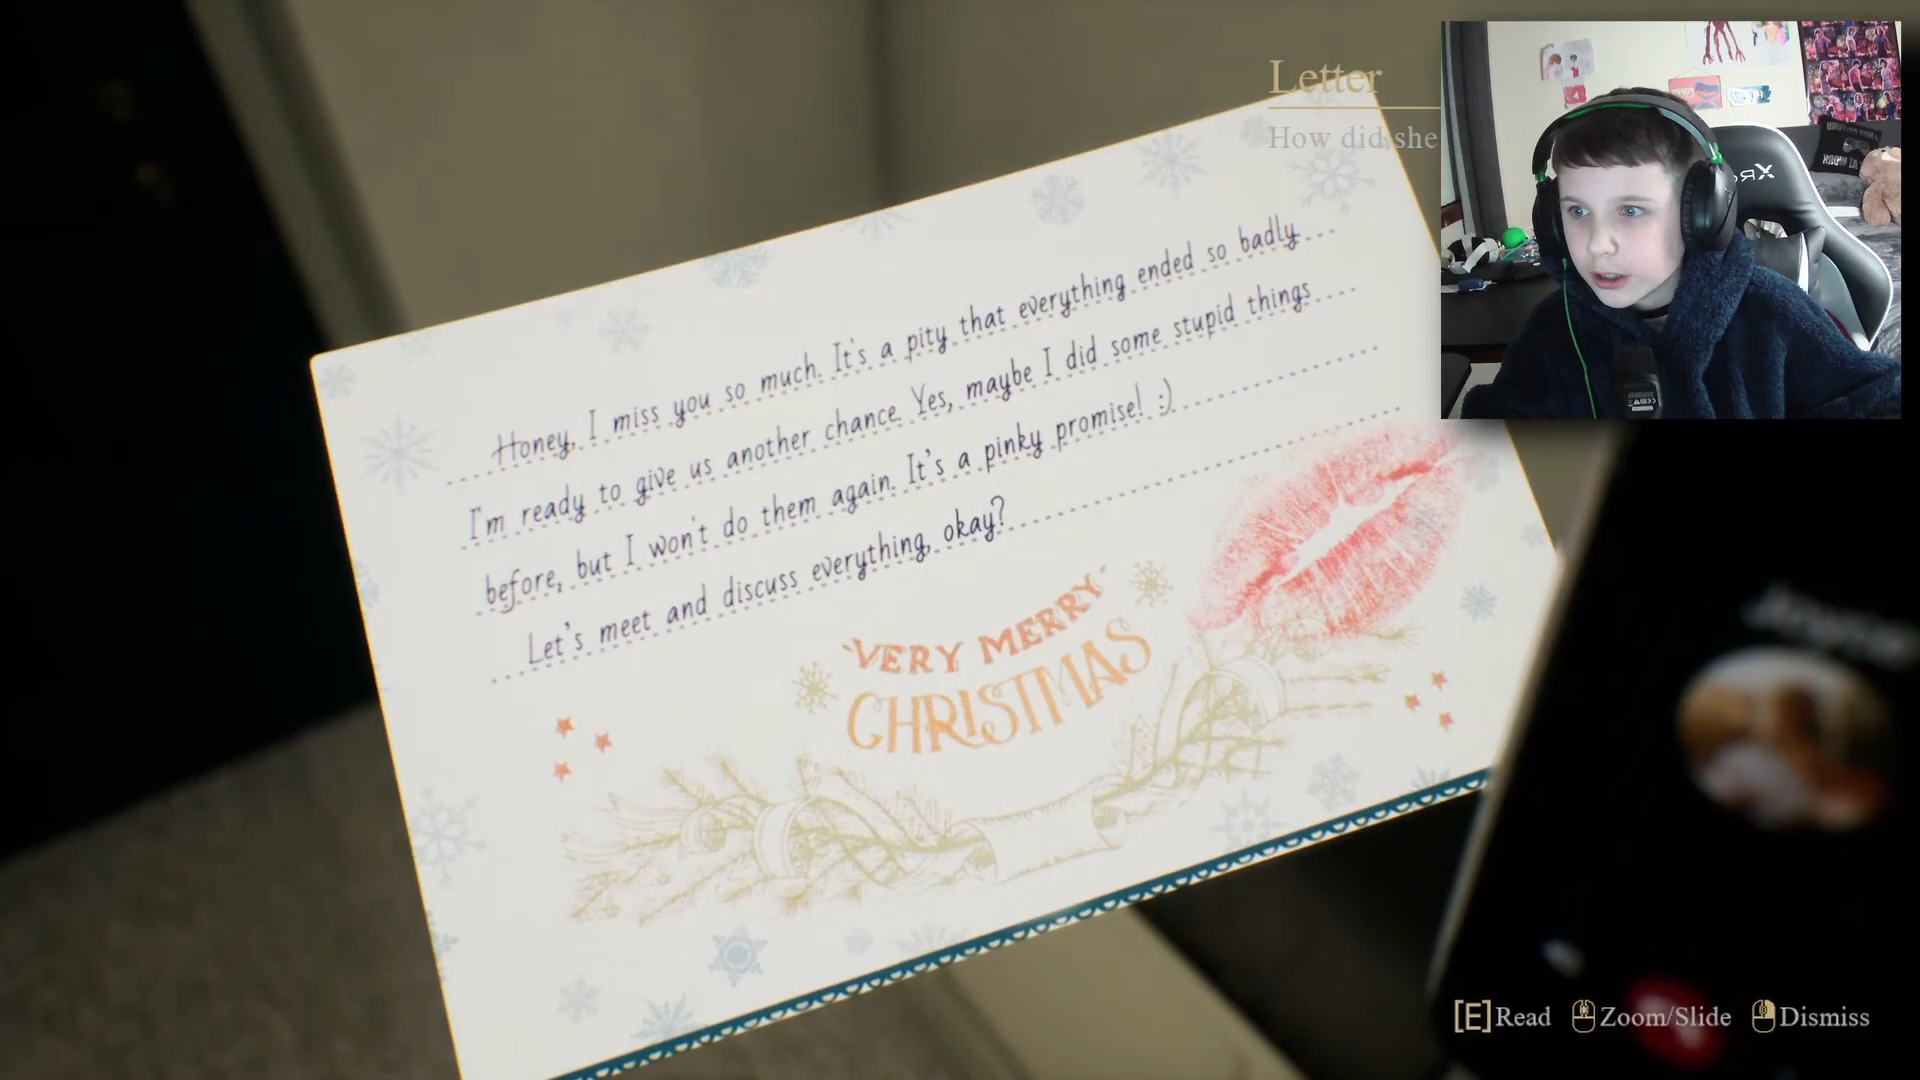 Letter
How did she
Honey, I miss you so much. It's a pity that everything ended so badly
I'm ready to give us another chance. Yes, maybe I did some stupid things
before, but I won't do them again. It's a pinky promise! :)
Let's meet and discuss everything, okay?
VERY MERRY
CHRISTMAS
[E] Read Zoom/Slide Dismiss